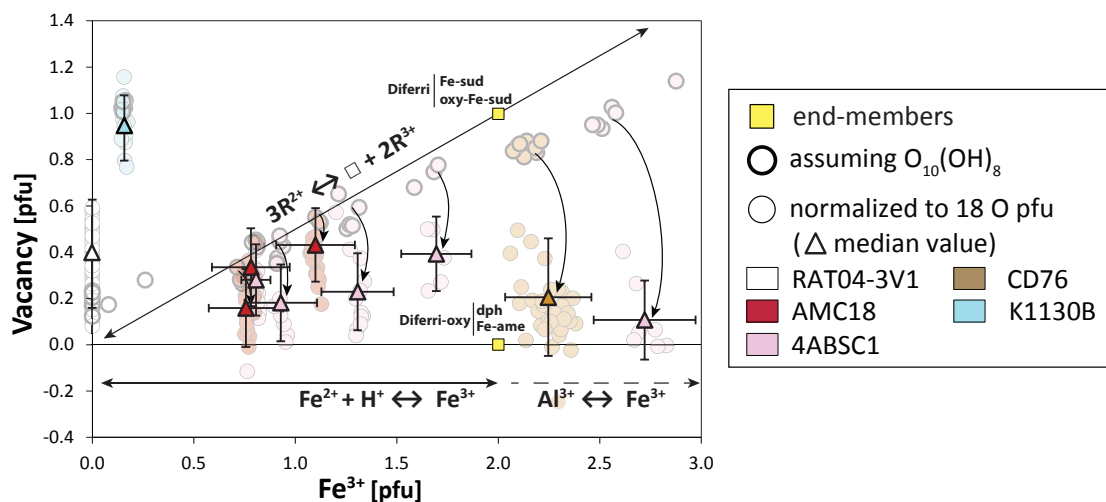 1.4
1.2
1.0
0.8
0.6
0.4
0.2
0.0
-0.2
-0.4
Vacancy [pfu]
0.0
0.5
1.0
1.5
2.0
2.5
3.0
Fe³⁺ [pfu]
3R²⁺ ↔ □ + 2R³⁺
Diferri
Fe-sud
oxy-Fe-sud
Diferri-oxy
dph
Fe-ame
Fe²⁺ + H⁺ ↔ Fe³⁺
Al³⁺ ↔ Fe³⁺
end-members
assuming O₁₀(OH)₈
normalized to 18 O pfu
(△ median value)
RAT04-3V1
AMC18
4ABSC1
CD76
K1130B